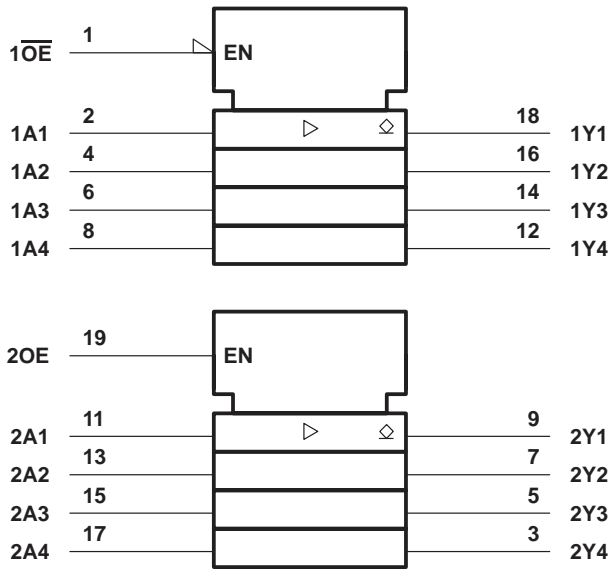 1
1O̅E̅ EN
2 18
1A1 1Y1
4 16
1A2 1Y2
6 14
1A3 1Y3
8 12
1A4 1Y4
19
2OE EN
11 9
2A1 2Y1
13 7
2A2 2Y2
15 5
2A3 2Y3
17 3
2A4 2Y4